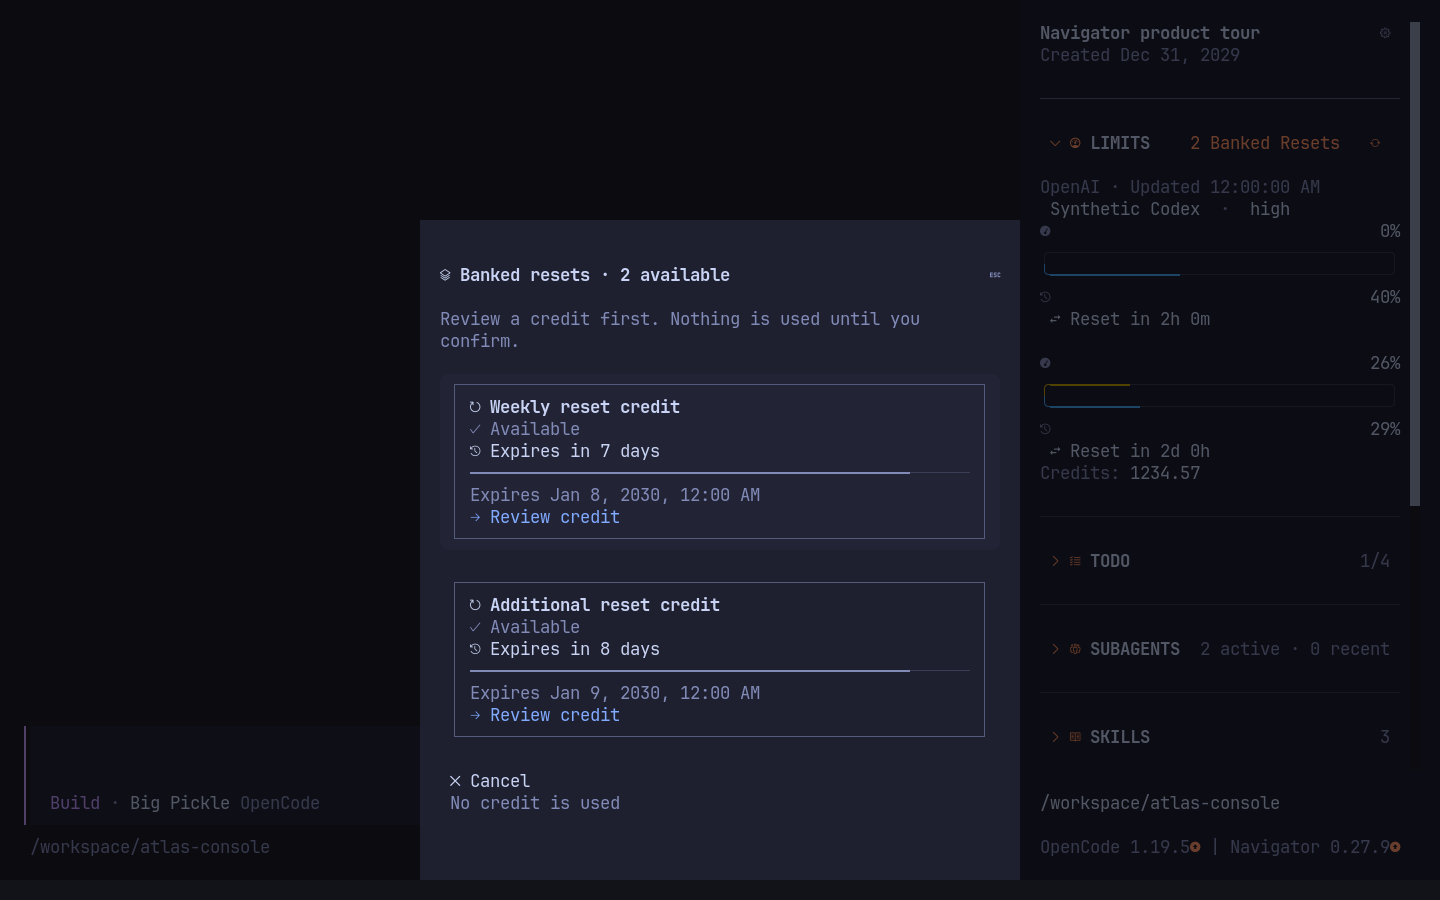 Navigator product tour
Created Dec 31, 2029
LIMITS 2 Banked Resets
OpenAI · Updated 12:00:00 AM
Synthetic Codex · high
0%
40%
Reset in 2h 0m
26%
29%
Reset in 2d 0h
Credits: 1234.57
TODO 1/4
SUBAGENTS 2 active · 0 recent
SKILLS 3
/workspace/atlas-console
OpenCode 1.19.5 | Navigator 0.27.9
Banked resets · 2 available ESC
Review a credit first. Nothing is used until you
confirm.
Weekly reset credit
✓ Available
Expires in 7 days
Expires Jan 8, 2030, 12:00 AM
→ Review credit
Additional reset credit
✓ Available
Expires in 8 days
Expires Jan 9, 2030, 12:00 AM
→ Review credit
Cancel
No credit is used
Build · Big Pickle OpenCode
/workspace/atlas-console